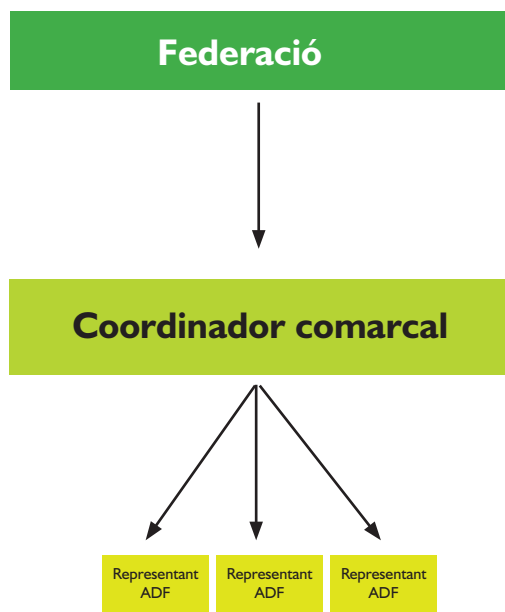 Federació
Coordinador comarcal
Representant
ADF
Representant
ADF
Representant
ADF